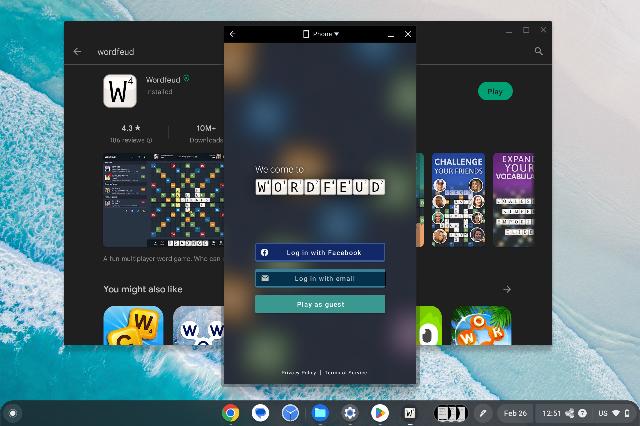 Phone
wordfeud
Wordfeud
Installed
Play
4.3 ★
186 reviews
10M+
Downloads
CHALLENGE
YOUR FRIENDS
EXPAND
YOUR
VOCABULA
Welcome to
WORDFEUD
Log in with Facebook
Log in with email
Play as guest
A fun multiplayer word game. Who can
You might also like
Privacy Policy | Terms of Service
Feb 26
12:51
US